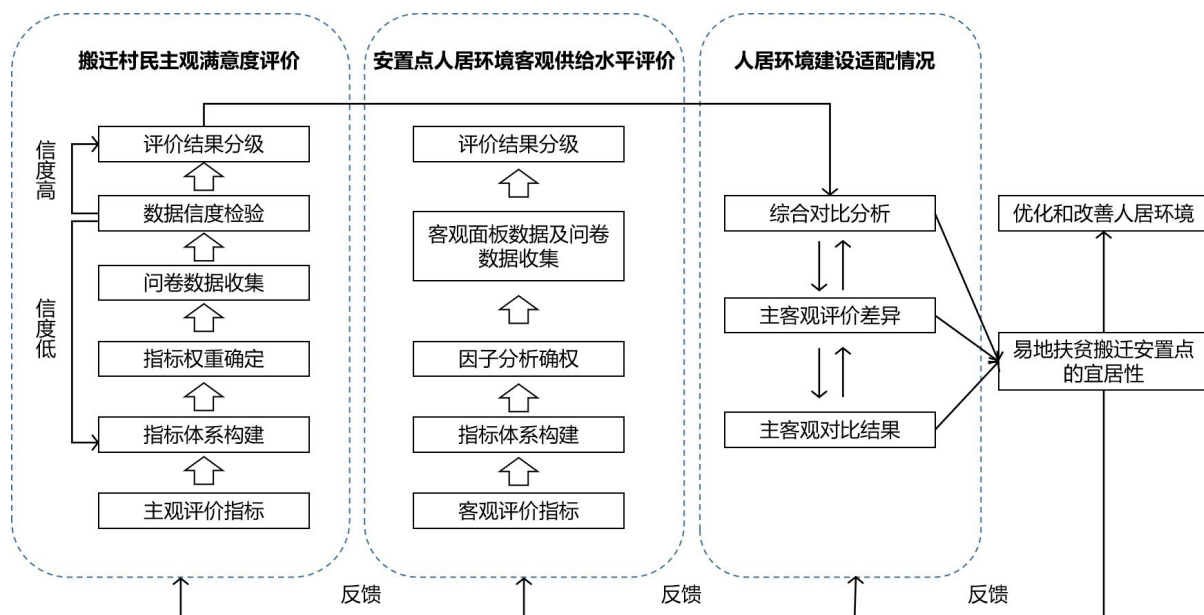 搬迁村民主观满意度评价
评价结果分级
信度高
数据信度检验
问卷数据收集
信度低
指标权重确定
指标体系构建
主观评价指标
安置点人居环境客观供给水平评价
评价结果分级
客观面板数据及问卷
数据收集
因子分析确权
指标体系构建
客观评价指标
人居环境建设适配情况
综合对比分析
主客观评价差异
主客观对比结果
优化和改善人居环境
易地扶贫搬迁安置点
的宜居性
反馈
反馈
反馈